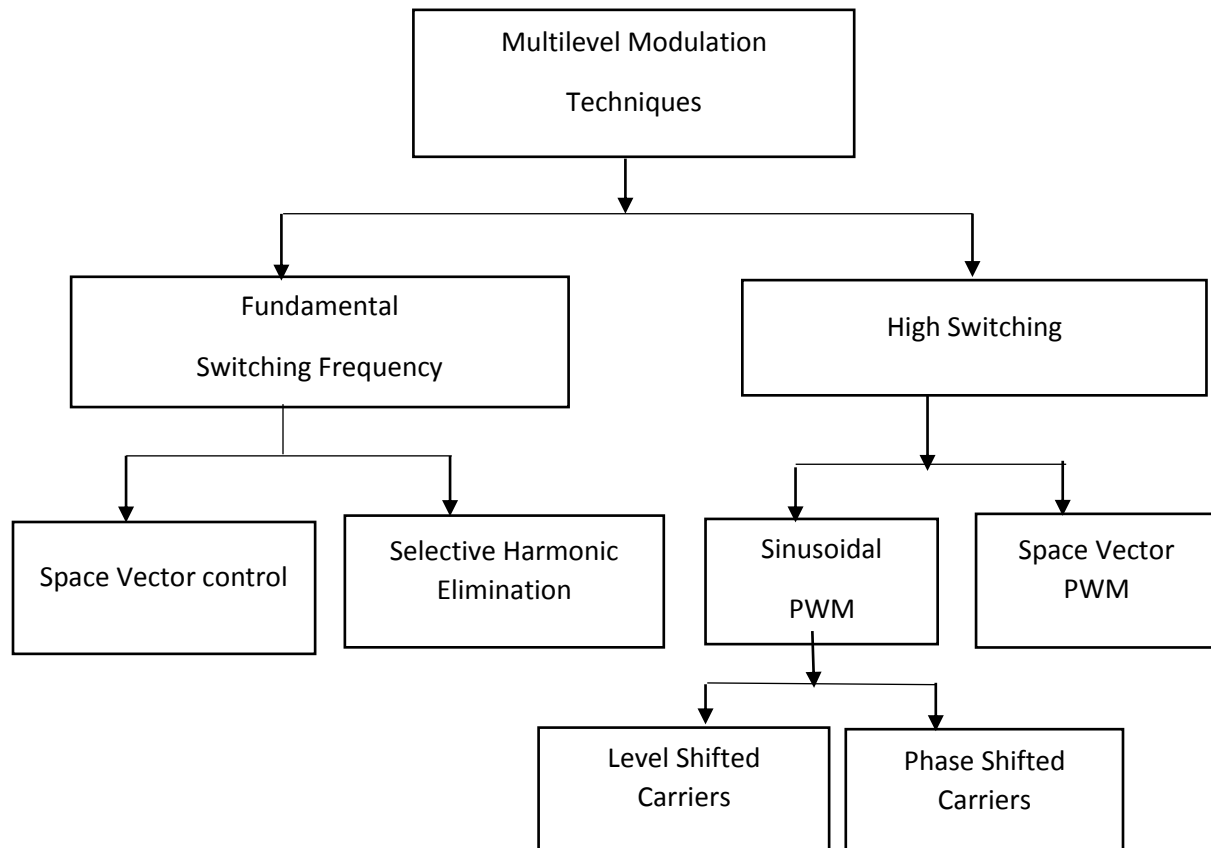 Multilevel Modulation
Techniques
Fundamental
Switching Frequency
High Switching
Space Vector control
Selective Harmonic
Elimination
Sinusoidal
PWM
Space Vector
PWM
Level Shifted
Carriers
Phase Shifted
Carriers